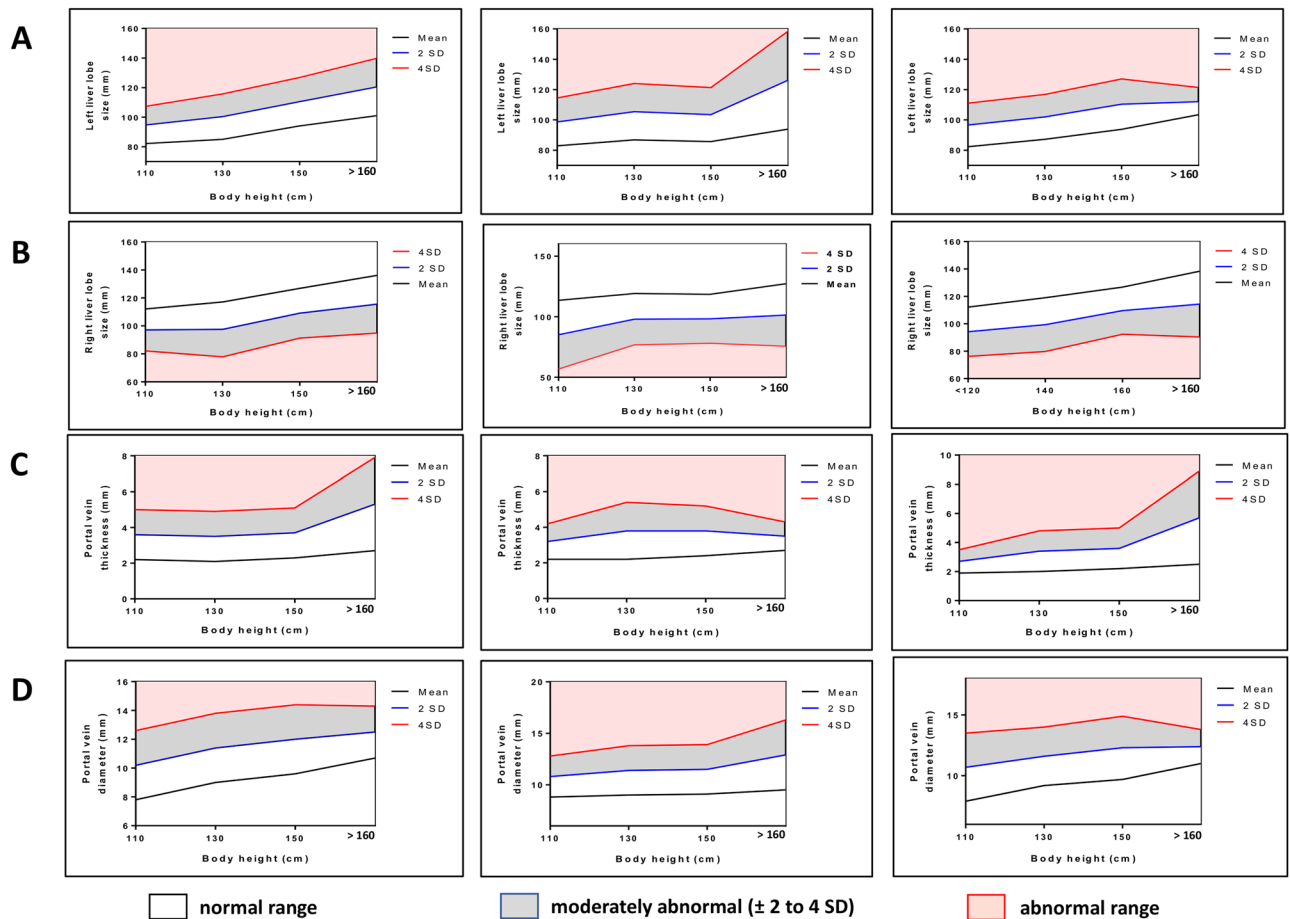 A
Left liver lobe
size (mm)
160
140
120
100
80
110
130
150
> 160
Body height (cm)
Mean
2 SD
4SD
Left liver lobe
size (mm)
160
140
120
100
80
110
130
150
> 160
Body height (cm)
Mean
2 SD
4SD
Left liver lobe
size (mm)
160
140
120
100
80
110
130
150
> 160
Body height (cm)
Mean
2 SD
4SD
B
Right liver lobe
size (mm)
160
140
120
100
80
60
110
130
150
> 160
Body height (cm)
4SD
2 SD
Mean
Right liver lobe
size (mm)
150
100
50
110
130
150
> 160
Body height (cm)
4 SD
2 SD
Mean
Right liver lobe
size (mm)
160
140
120
100
80
60
<120
140
160
> 160
Body height (cm)
4SD
2 SD
Mean
C
Portal vein
thickness (mm)
8
6
4
2
0
110
130
150
> 160
Body height (cm)
Mean
2 SD
4SD
Portal vein
thickness (mm)
8
6
4
2
0
110
130
150
> 160
Body height (cm)
Mean
2 SD
4SD
Portal vein
thickness (mm)
10
8
6
4
2
0
110
130
150
> 160
Body height (cm)
Mean
2 SD
4SD
D
Portal vein
diameter (mm)
16
14
12
10
8
6
110
130
150
> 160
Body height (cm)
Mean
2 SD
4SD
Portal vein
diameter (mm)
20
15
10
110
130
150
> 160
Body height (cm)
Mean
2 SD
4SD
Portal vein
diameter (mm)
15
10
110
130
150
> 160
Body height (cm)
Mean
2 SD
4SD
normal range
moderately abnormal (± 2 to 4 SD)
abnormal range